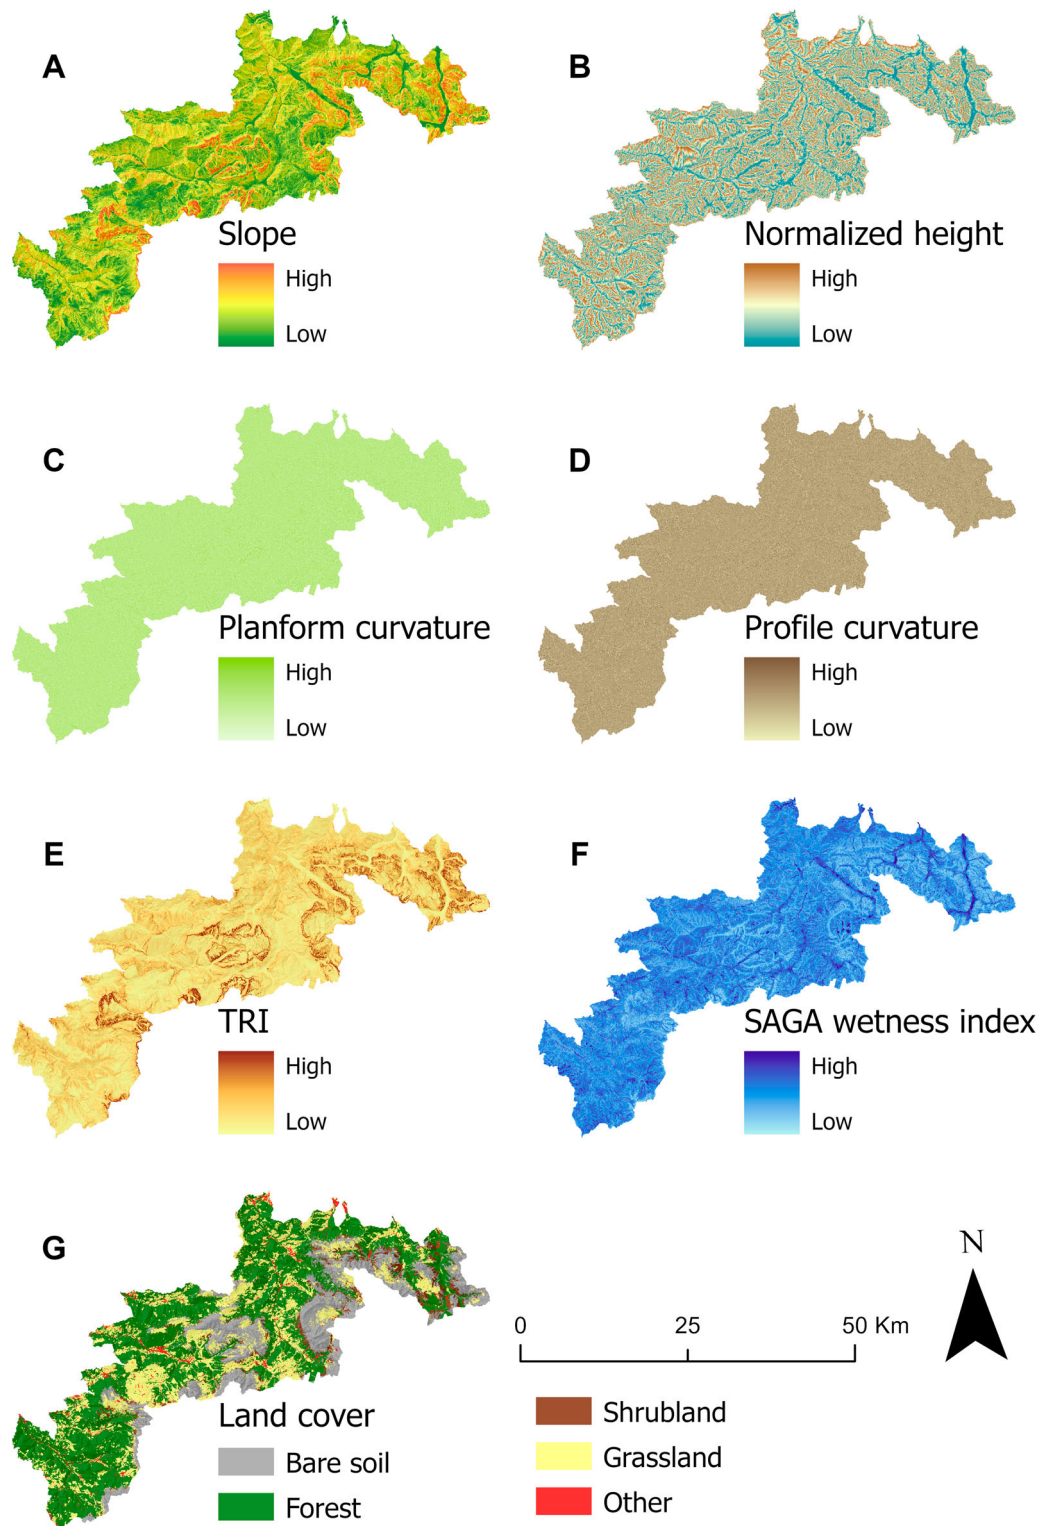 A
Slope
High
Low
B
Normalized height
High
Low
C
Planform curvature
High
Low
D
Profile curvature
High
Low
E
TRI
High
Low
F
SAGA wetness index
High
Low
G
Land cover
Bare soil
Forest
Shrubland
Grassland
Other
0 25 50 Km
N